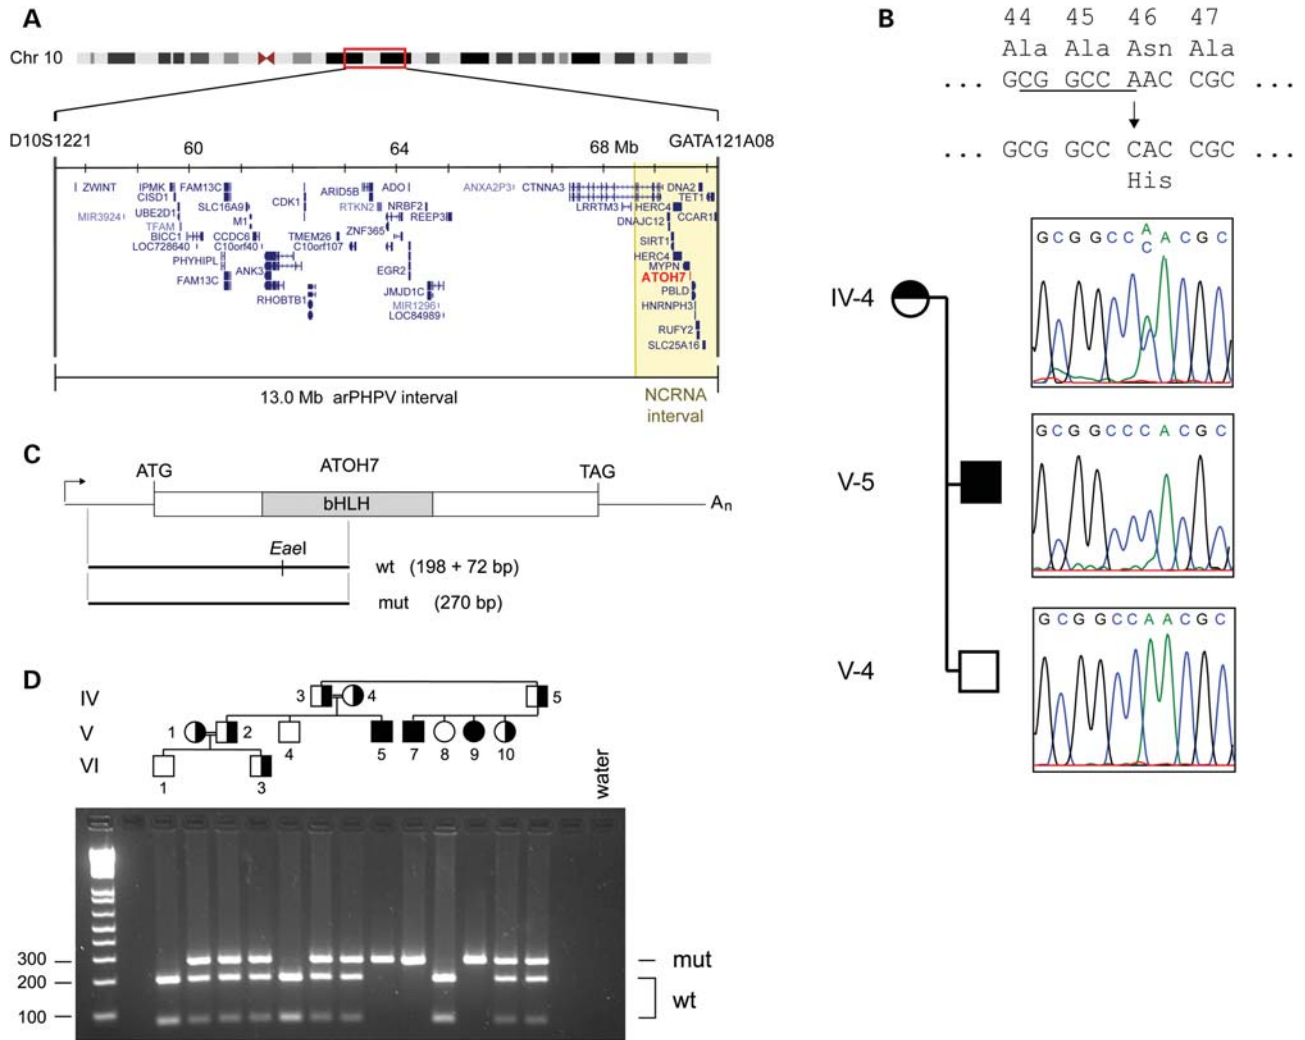 A
Chr 10
D10S1221
60
64
68 Mb
GATA121A08
ZWINT
IPMK
FAM13C
ARID5B
ADO
ANXA2P3
CTNNA3
DNA2
CISD1
CDK1
TET1
MIR3924
UBE2D1
SLC16A9
RTKN2
NRBF2
LRRTM3
HERC4
TFAM
M1
REEP3
DNAJC12
CCAR1
BICC1
CCDC6
TMEM26
ZNF365
SIRT1
LOC728640
C10orf40
C10orf107
HERC4
PHYHIPL
ANK3
EGR2
MYPN
FAM13C
ATOH7
RHOBTB1
JMJD1C
PBLD
MIR1296
HNRNPH3
LOC84989
RUFY2
SLC25A16
13.0 Mb arPHPV interval
NCRNA
interval
B
44 45 46 47
Ala Ala Asn Ala
... GCG GCC AAC CGC ...
... GCG GCC CAC CGC ...
His
IV-4
A
G C G G C C A C G C
C
V-5
G C G G C C C A C G C
V-4
G C G G C C A A C G C
C
ATG
ATOH7
TAG
bHLH
An
EaeI
wt (198 + 72 bp)
mut (270 bp)
D
IV
3
4
5
V
1
2
4
5
7
8
9
10
VI
1
3
water
300
200
100
mut
wt